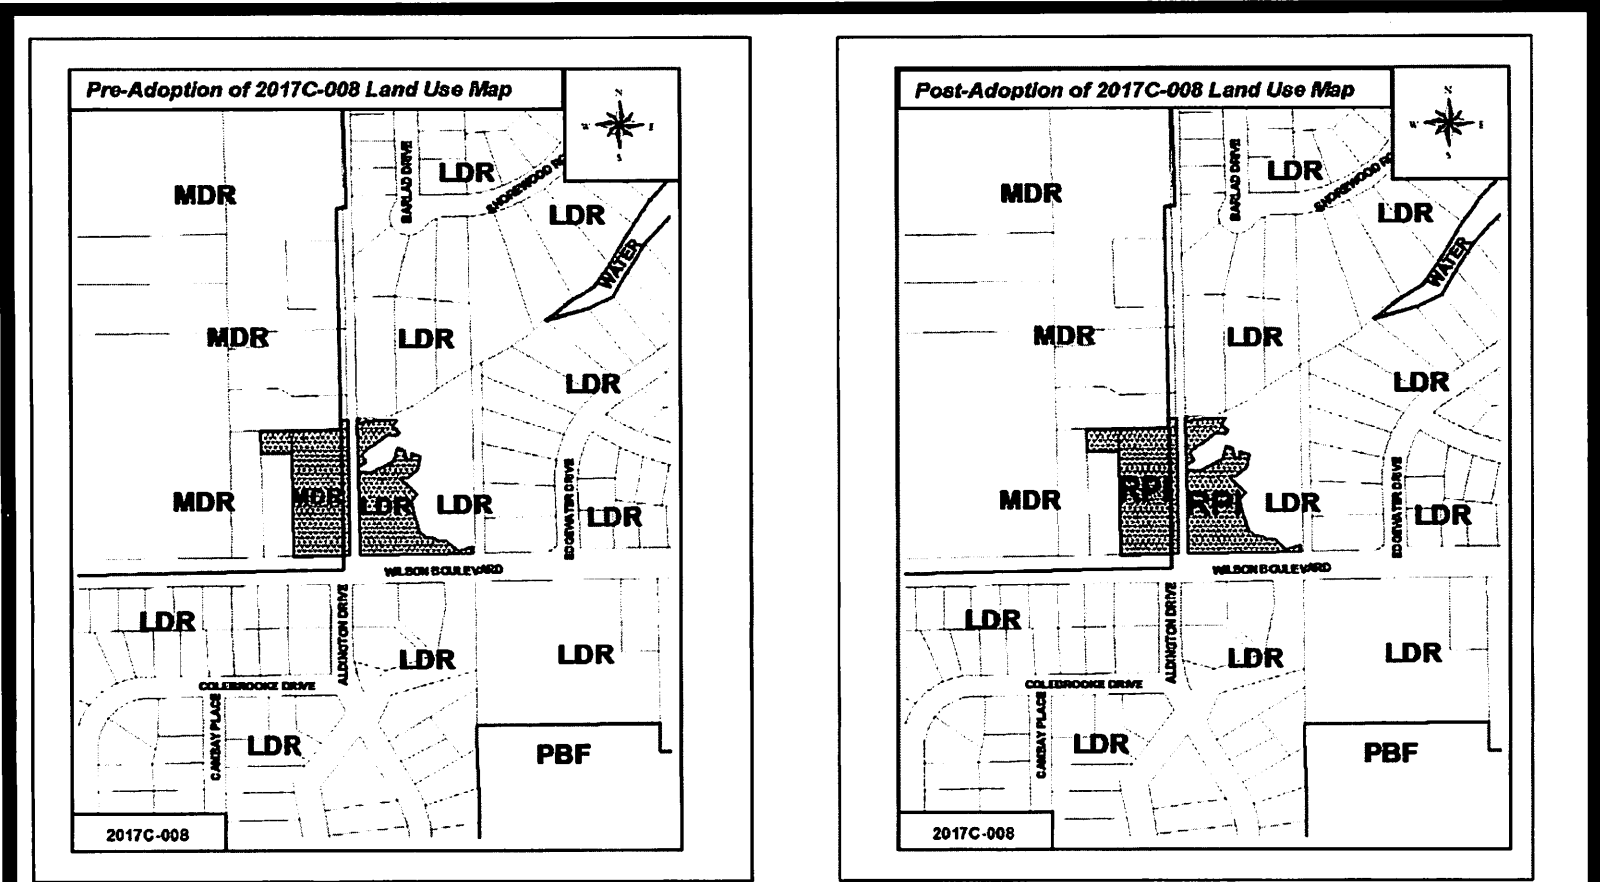 Pre-Adoption of 2017C-008 Land Use Map
N
W E
S
BARLAD DRIVE
LDR
SHOREWOOD
MDR
LDR
WATER
MDR
LDR
LDR
MDR
MDR
LDR
LDR
EDGEWATER DRIVE
LDR
WILSON BOULEVARD
LDR
ALDINGTON DRIVE
LDR
LDR
COLEBROOKE DRIVE
CAMBAY PLACE
LDR
PBF
2017C-008
Post-Adoption of 2017C-008 Land Use Map
N
W E
S
BARLAD DRIVE
LDR
SHOREWOOD
MDR
LDR
WATER
MDR
LDR
LDR
MDR
RPI
RPI
LDR
EDGEWATER DRIVE
LDR
WILSON BOULEVARD
LDR
ALDINGTON DRIVE
LDR
LDR
COLEBROOKE DRIVE
CAMBAY PLACE
LDR
PBF
2017C-008